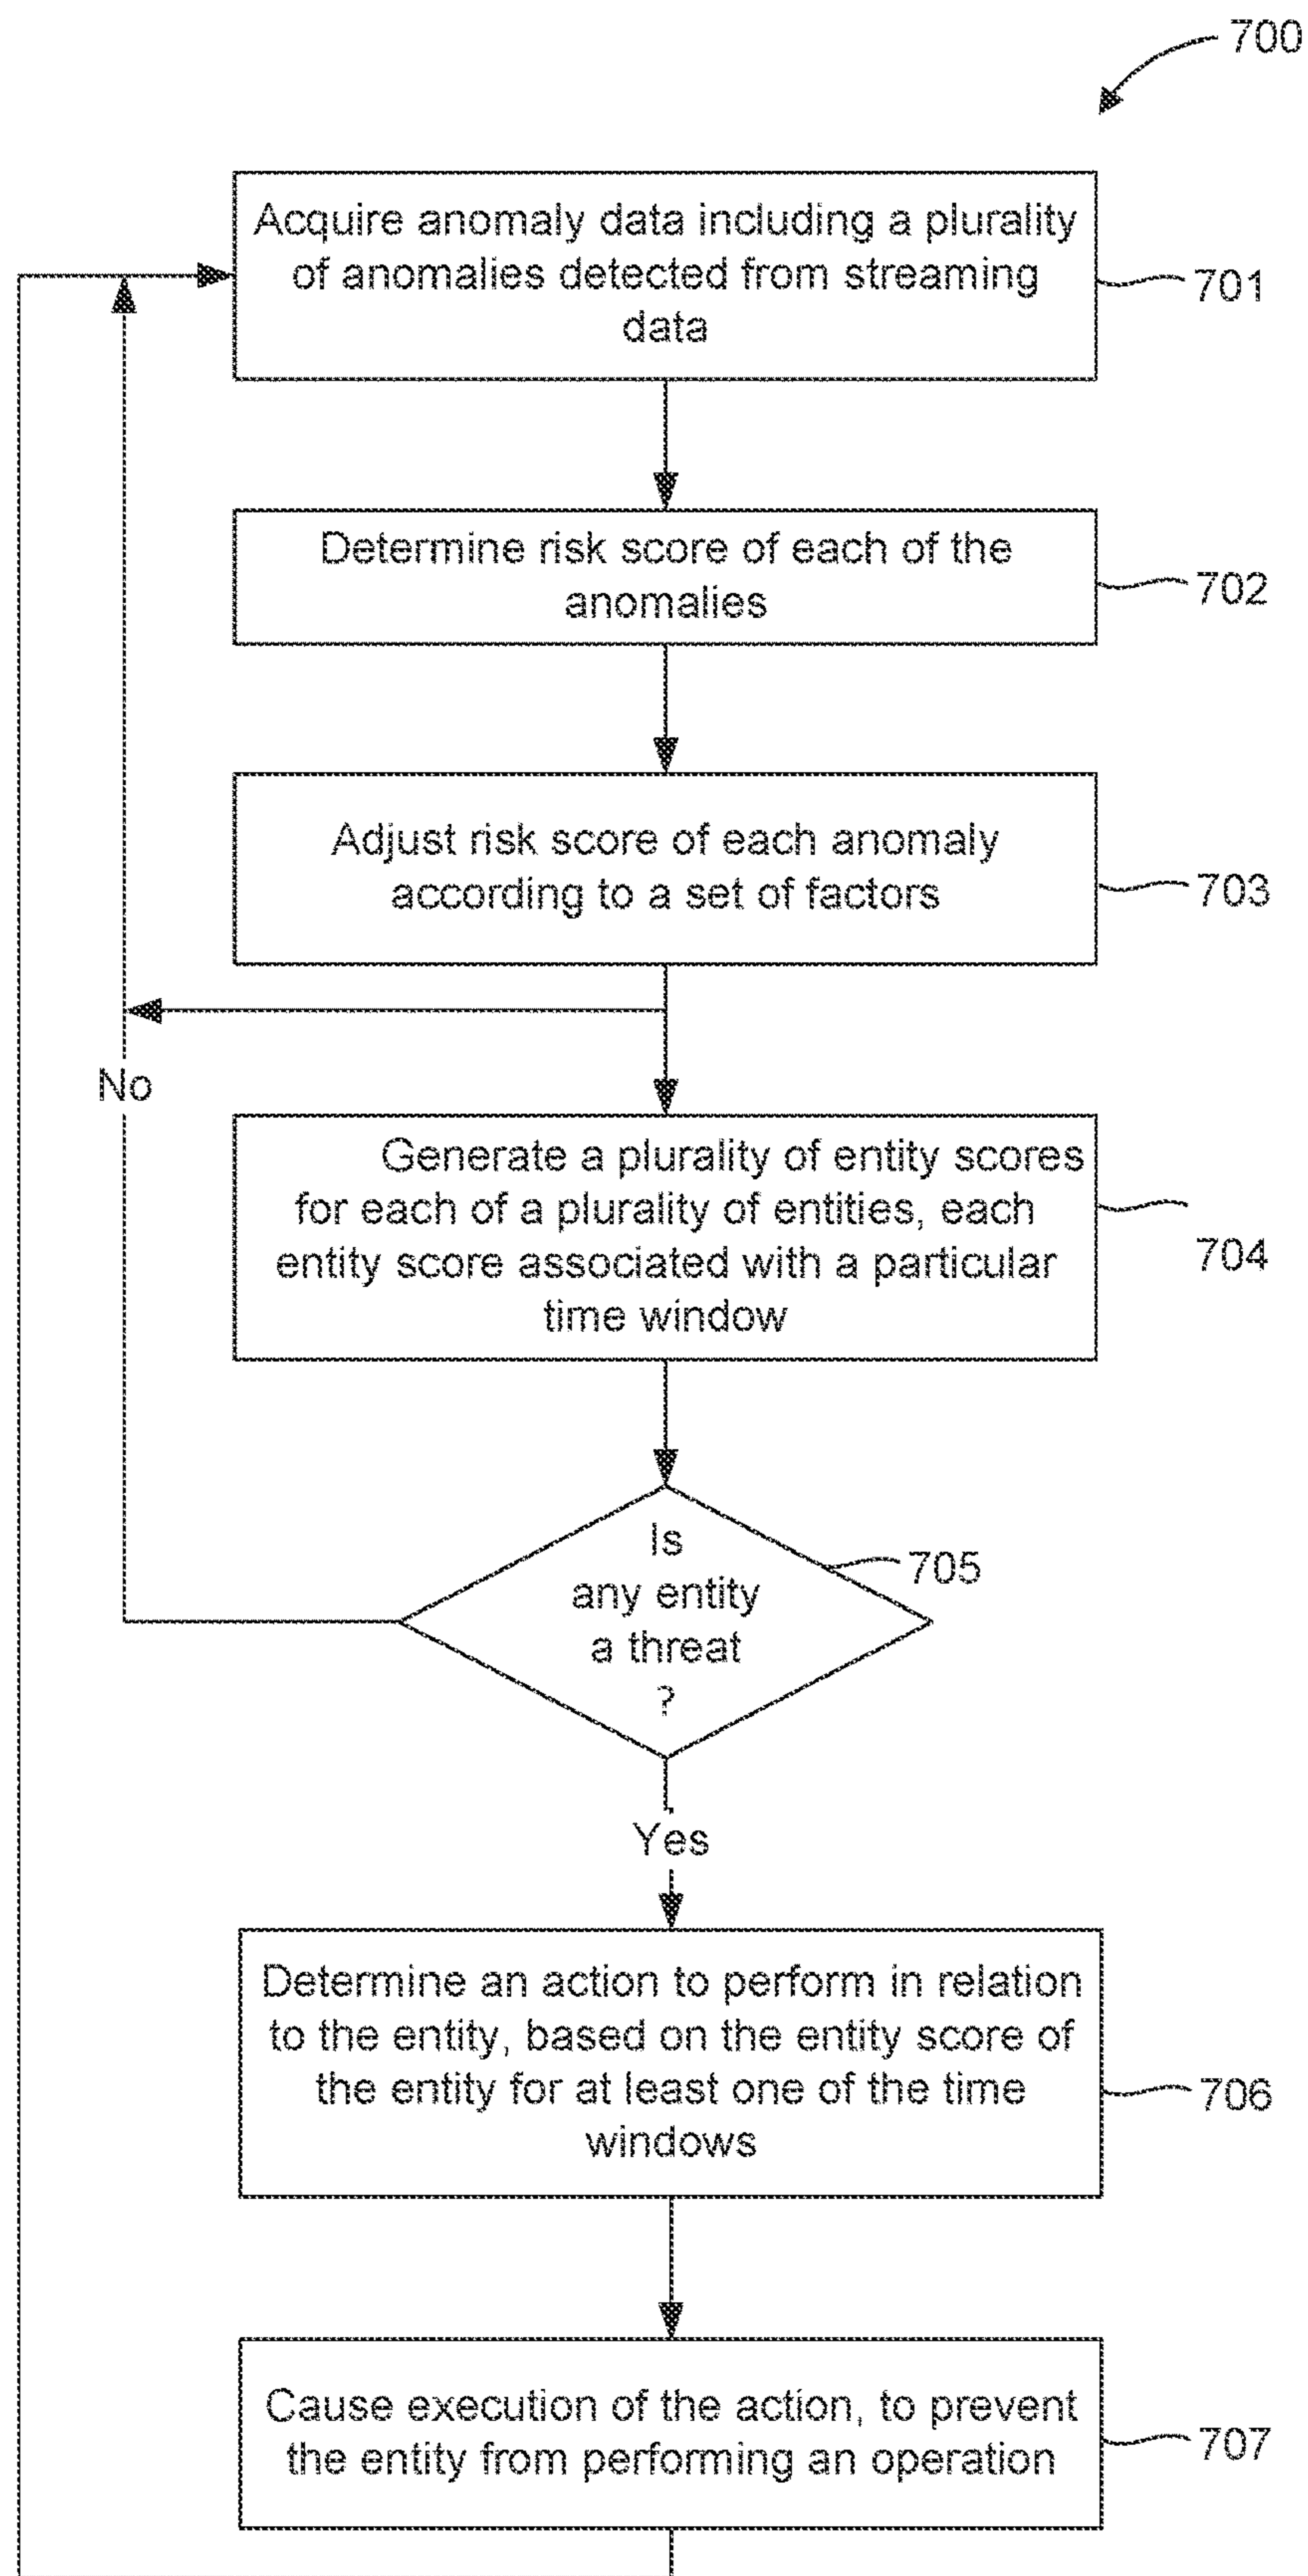 700
Acquire anomaly data including a plurality
of anomalies detected from streaming
data
701
Determine risk score of each of the
anomalies
702
Adjust risk score of each anomaly
according to a set of factors
703
No
Generate a plurality of entity scores
for each of a plurality of entities, each
entity score associated with a particular
time window
704
Is
any entity
a threat
?
705
Yes
Determine an action to perform in relation
to the entity, based on the entity score of
the entity for at least one of the time
windows
706
Cause execution of the action, to prevent
the entity from performing an operation
707